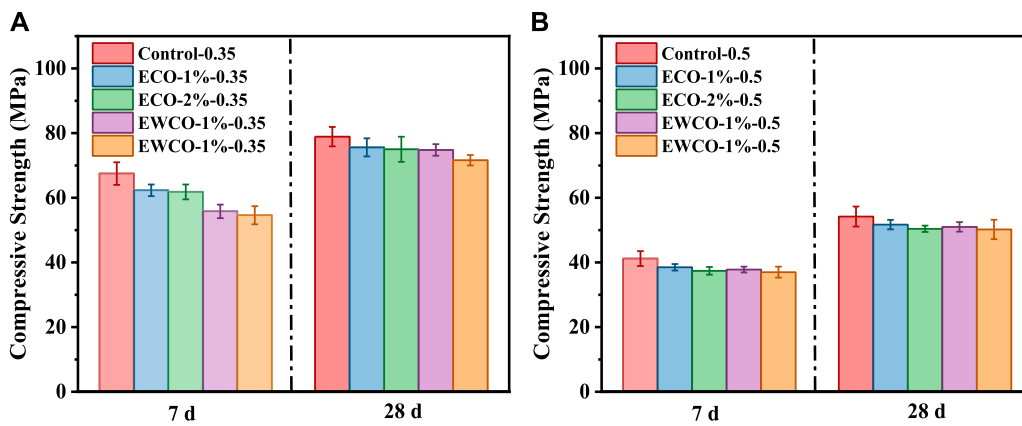 A
Compressive Strength (MPa)
100
80
60
40
20
0
Control-0.35
ECO-1%-0.35
ECO-2%-0.35
EWCO-1%-0.35
EWCO-1%-0.35
7 d
28 d
B
Compressive Strength (MPa)
100
80
60
40
20
0
Control-0.5
ECO-1%-0.5
ECO-2%-0.5
EWCO-1%-0.5
EWCO-1%-0.5
7 d
28 d